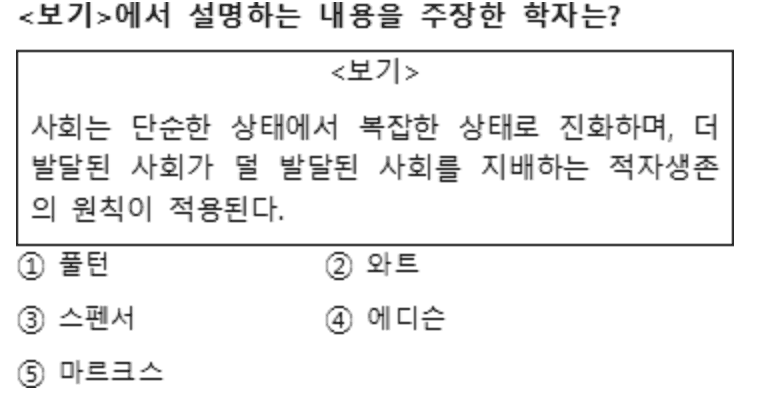 <보기>에서 설명하는 내용을 주장한 학자는?
<보기>
사회는 단순한 상태에서 복잡한 상태로 진화하며, 더
발달된 사회가 덜 발달된 사회를 지배하는 적자생존
의 원칙이 적용된다.
① 풀턴 ② 와트
③ 스펜서 ④ 에디슨
⑤ 마르크스